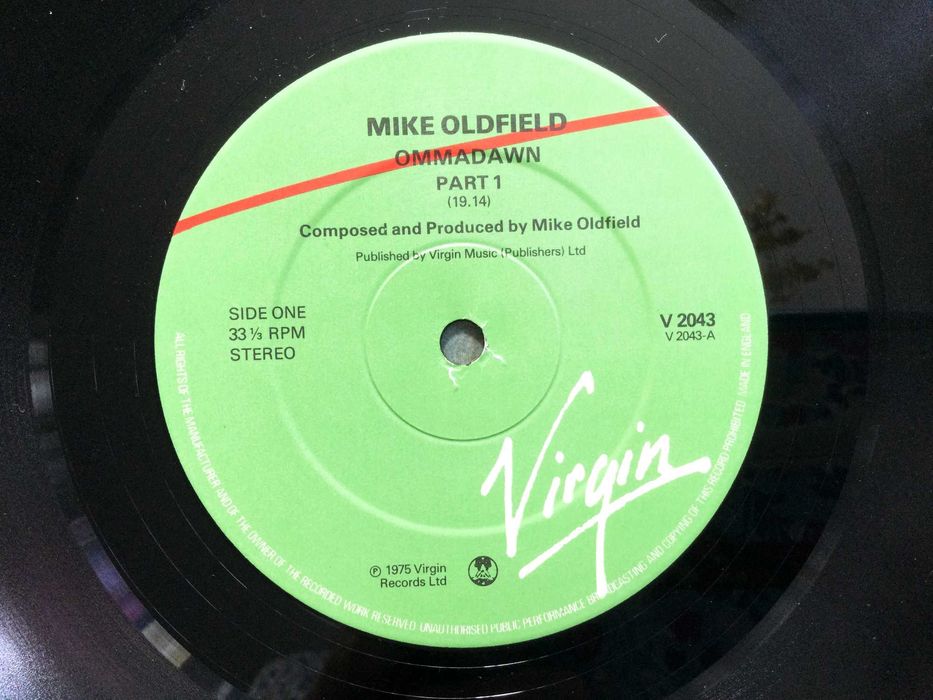 MIKE OLDFIELD
OMMADAWN
PART 1
(19.14)
Composed and Produced by Mike Oldfield
Published by Virgin Music (Publishers) Ltd
SIDE ONE
33 ⅓ RPM
STEREO
V 2043
V 2043-A
Virgin
℗ 1975 Virgin
Records Ltd
ALL RIGHTS OF THE MANUFACTURER AND OF THE OWNER OF THE RECORDED WORK RESERVED UNAUTHORISED PUBLIC PERFORMANCE BROADCASTING AND COPYING OF THIS RECORD PROHIBITED MADE IN ENGLAND